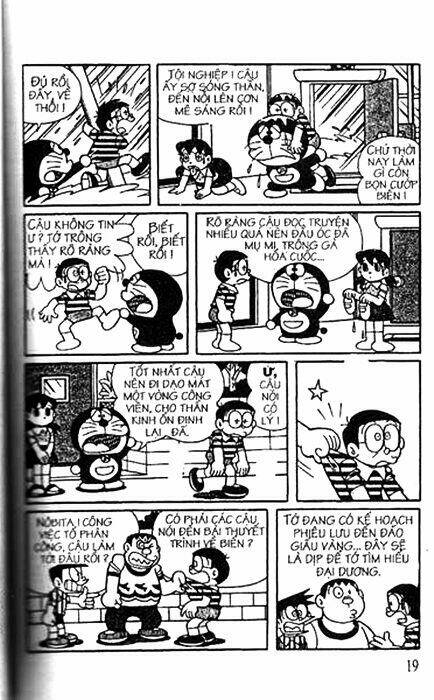 ĐỦ RỒI
ĐẤY, VỀ
THÔI !
TỘI NGHIỆP ! CẬU
ẤY SỢ SÓNG THẦN,
ĐẾN NỖI LÊN CƠN
MÊ SẢNG RỒI !
CHỨ THỜI
NAY LÀM
GÌ CÒN
BỌN CƯỚP
BIỂN !
CẬU KHÔNG TIN
Ư ? TỚ TRÔNG
THẤY RÕ RÀNG
MÀ !
BIẾT
RỒI, BIẾT
RỒI !
RÕ RÀNG CẬU ĐỌC TRUYỆN
NHIỀU QUÁ NÊN ĐẦU ÓC ĐÃ
MỤ MỊ, TRÔNG GÀ
HÓA CUỐC...
TỐT NHẤT CẬU
NÊN ĐI DẠO MÁT
MỘT VÒNG CÔNG
VIÊN, CHO THẦN
KINH ỔN ĐỊNH
LẠI ĐÃ.
Ừ,
CẬU
NÓI
CÓ
LÝ !
NÔBITA ! CÔNG
VIỆC TỚ PHÂN
CÔNG, CẬU LÀM
TỚI ĐÂU RỒI ?
CÓ PHẢI CÁC CẬU
NÓI ĐẾN BÀI THUYẾT
TRÌNH VỀ BIỂN ?
TỚ ĐANG CÓ KẾ HOẠCH
PHIÊU LƯU ĐẾN ĐẢO
GIẤU VÀNG... ĐÂY SẼ
LÀ DỊP ĐỂ TỚ TÌM HIỂU
ĐẠI DƯƠNG.
19